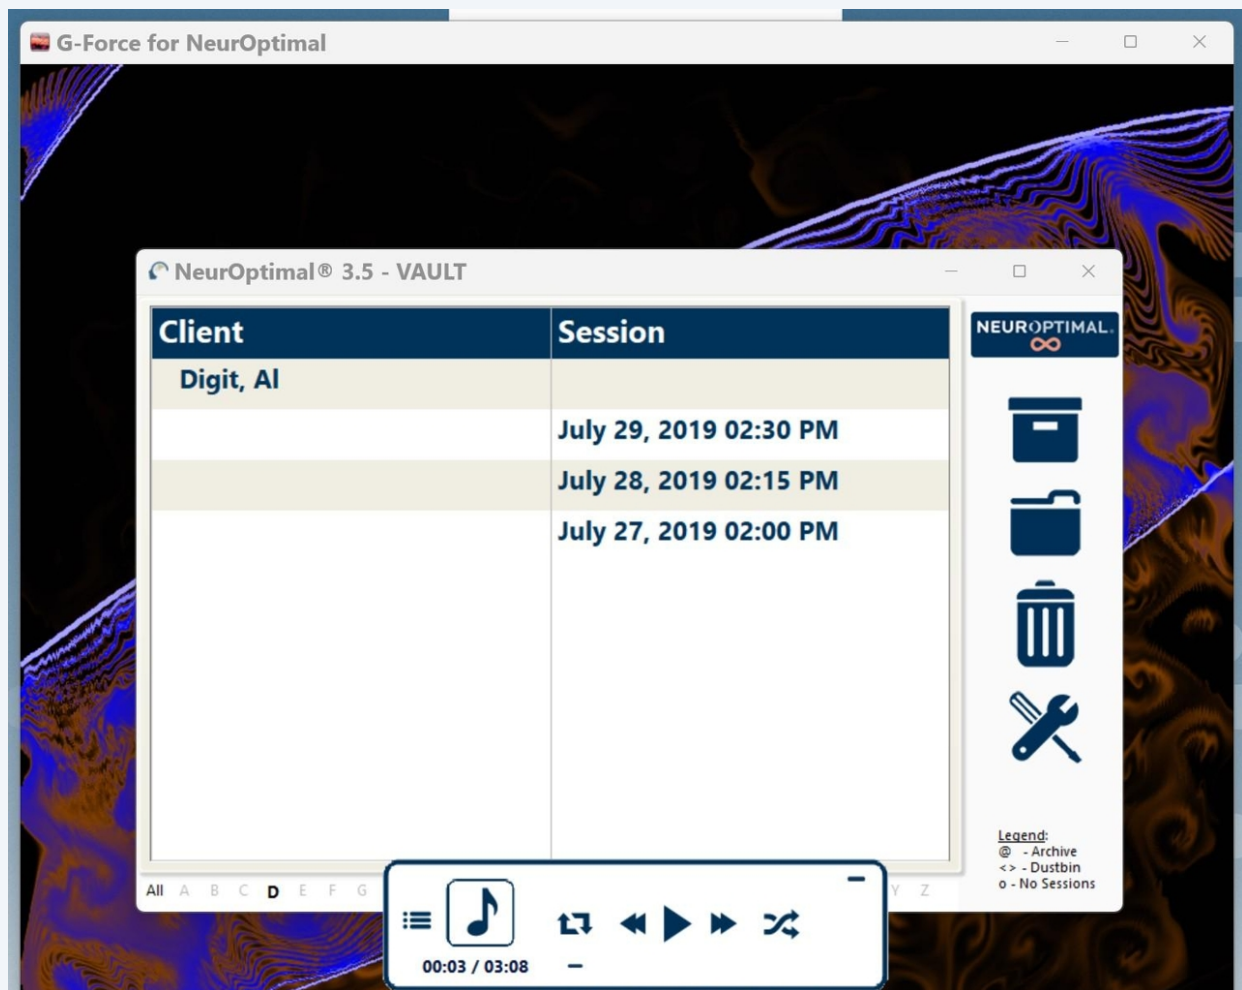 G-Force for NeurOptimal
NeurOptimal® 3.5 - VAULT
Client Session
Digit, Al
July 29, 2019 02:30 PM
July 28, 2019 02:15 PM
July 27, 2019 02:00 PM
NEUROPTIMAL.
Legend:
@ - Archive
<> - Dustbin
o - No Sessions
All A B C D E F G Y Z
00:03 / 03:08